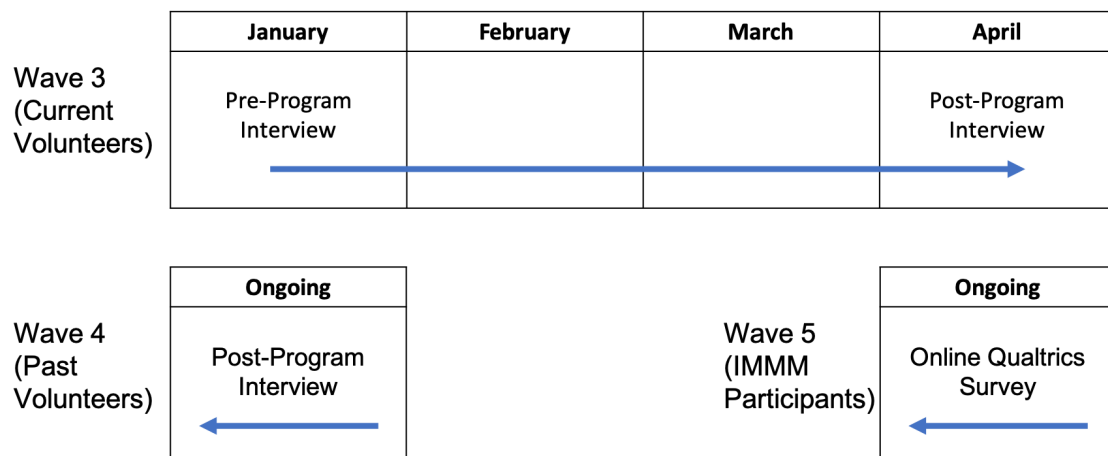 January
February
March
April
Wave 3
(Current
Volunteers)
Pre-Program
Interview
Post-Program
Interview
Ongoing
Wave 4
(Past
Volunteers)
Post-Program
Interview
Ongoing
Wave 5
(IMMM
Participants)
Online Qualtrics
Survey